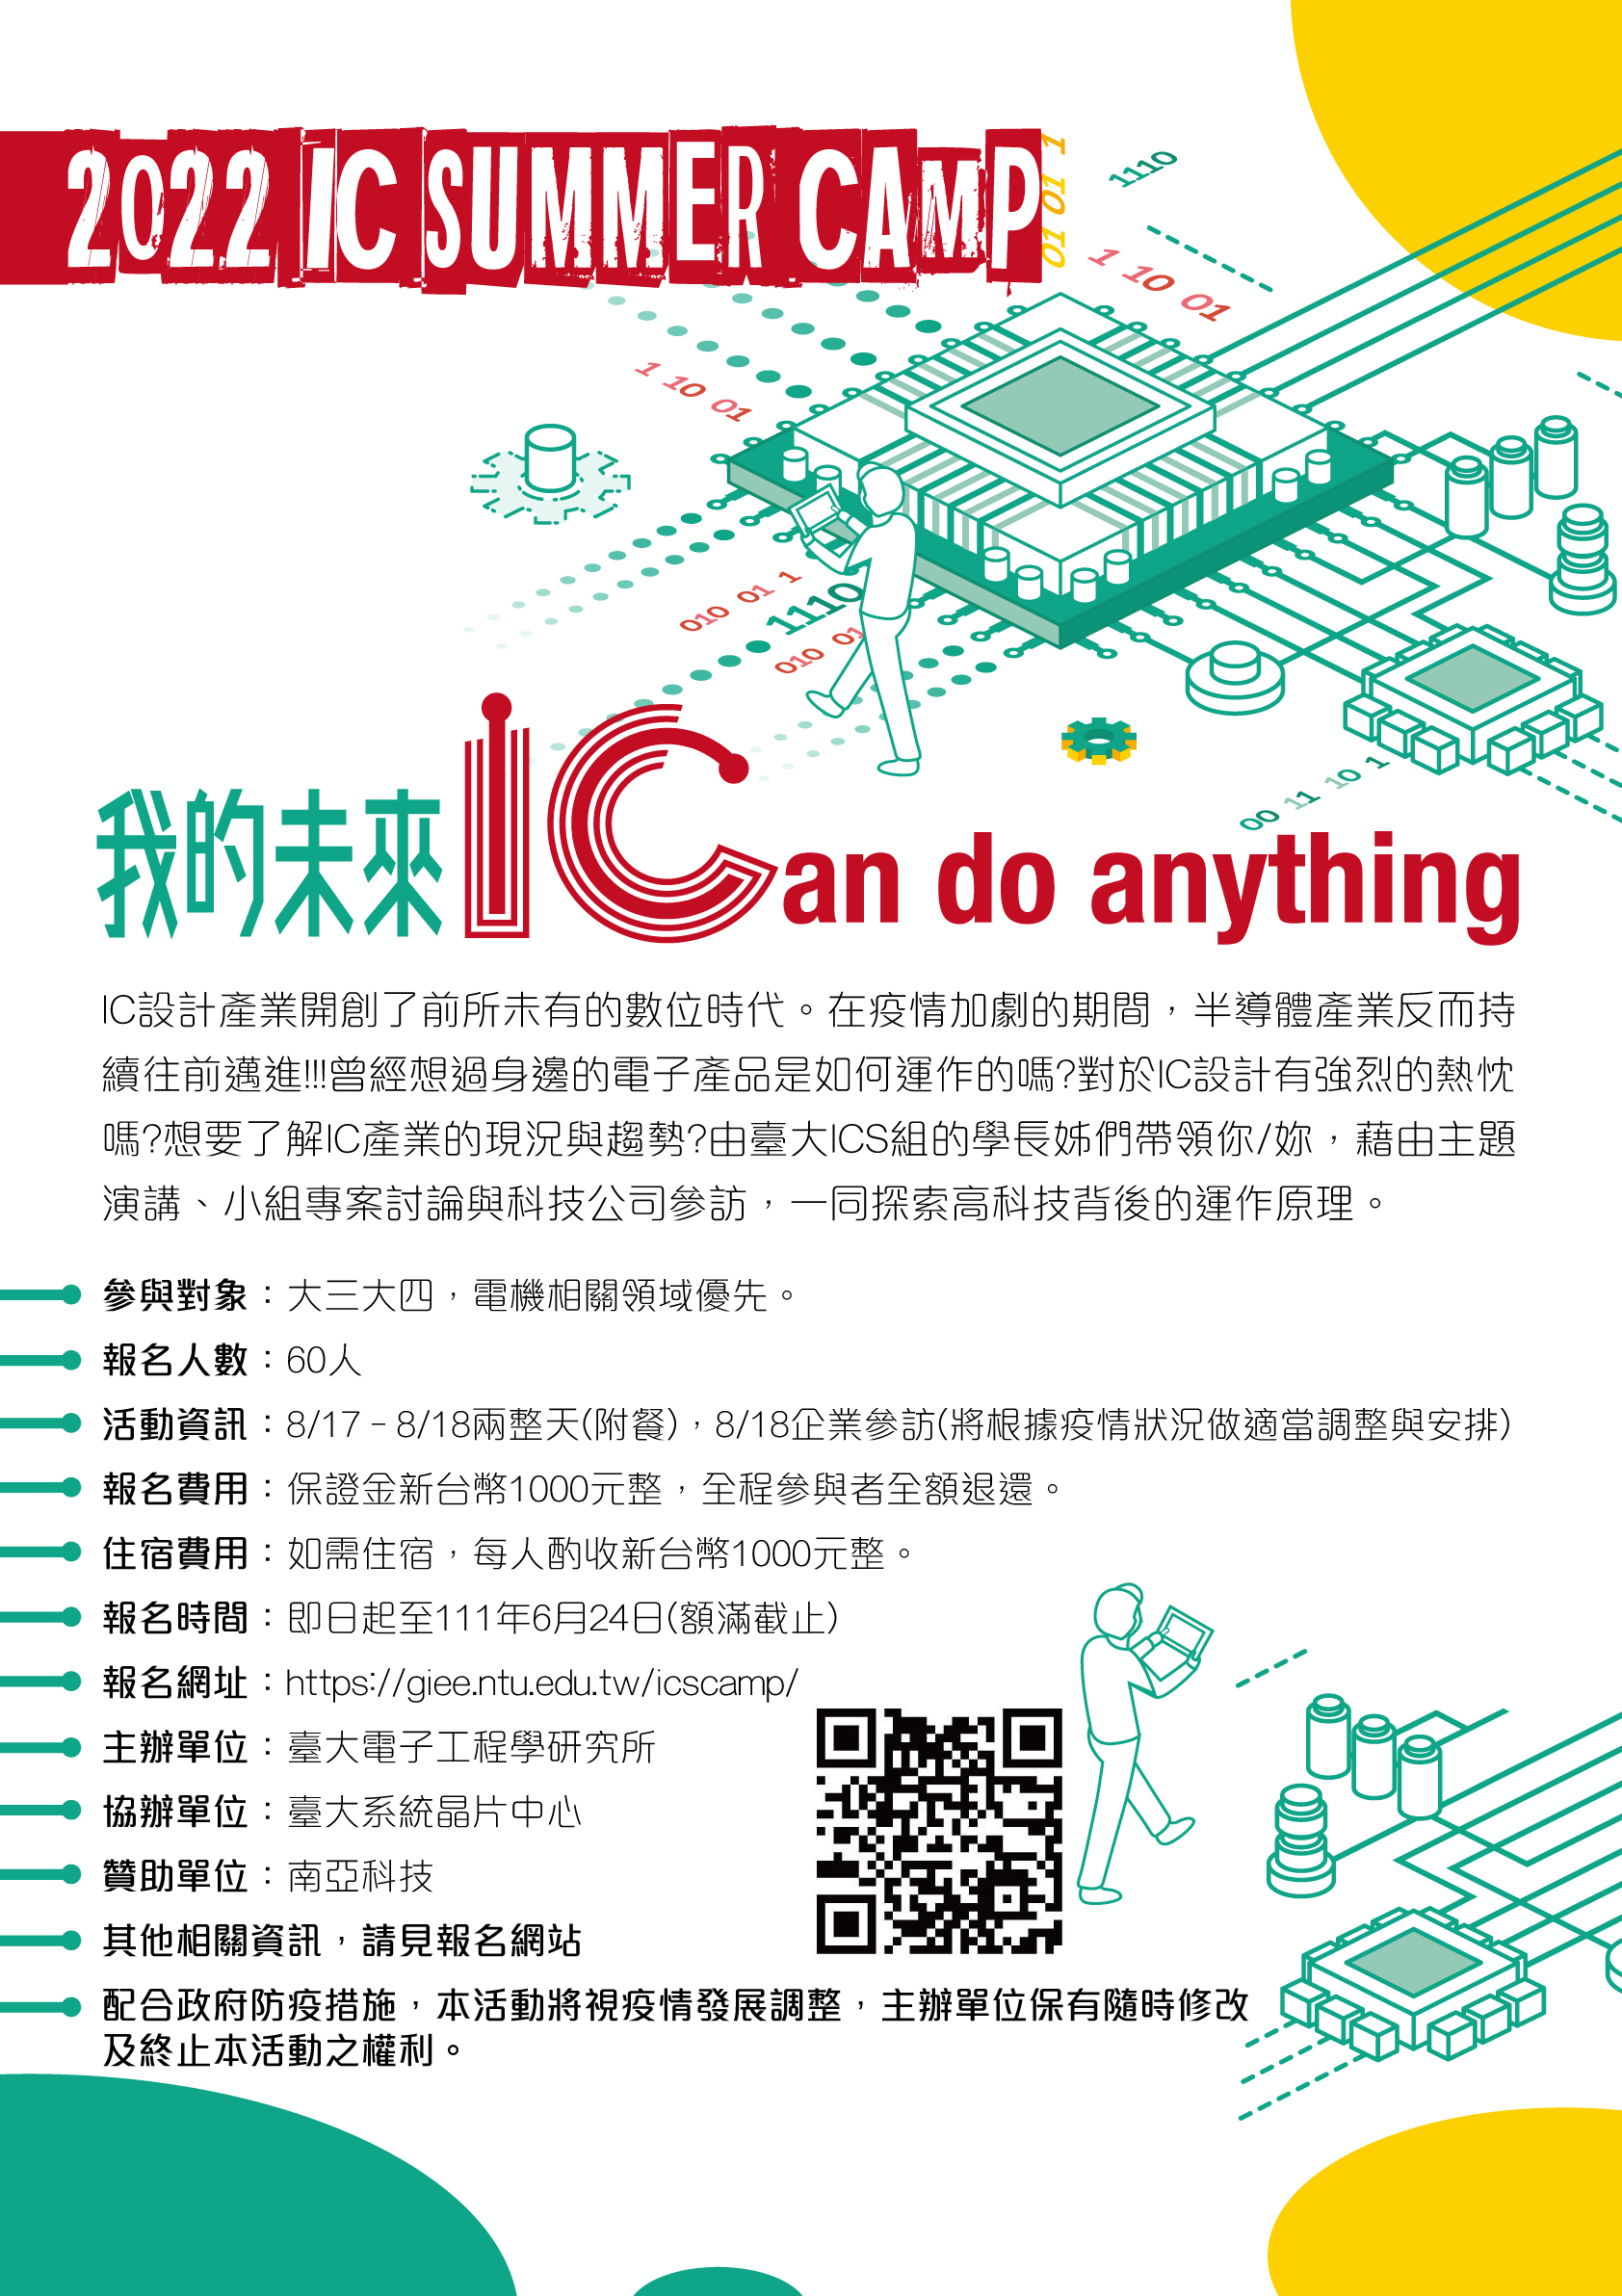 2022 IC SUMMER CAMP
01 01 1
1110
1 10 01
1 10 01
010 01 1
1110
010 01
00 11 10 1
我的未來ICan do anything
IC設計產業開創了前所未有的數位時代。在疫情加劇的期間，半導體產業反而持
續往前邁進!!!曾經想過身邊的電子產品是如何運作的嗎?對於IC設計有強烈的熱忱
嗎?想要了解IC產業的現況與趨勢?由臺大ICS組的學長姊們帶領你/妳，藉由主題
演講、小組專案討論與科技公司參訪，一同探索高科技背後的運作原理。
參與對象：大三大四，電機相關領域優先。
報名人數：60人
活動資訊：8/17 - 8/18兩整天(附餐)，8/18企業參訪(將根據疫情狀況做適當調整與安排)
報名費用：保證金新台幣1000元整，全程參與者全額退還。
住宿費用：如需住宿，每人酌收新台幣1000元整。
報名時間：即日起至111年6月24日(額滿截止)
報名網址：https://giee.ntu.edu.tw/icscamp/
主辦單位：臺大電子工程學研究所
協辦單位：臺大系統晶片中心
贊助單位：南亞科技
其他相關資訊，請見報名網站
配合政府防疫措施，本活動將視疫情發展調整，主辦單位保有隨時修改
及終止本活動之權利。